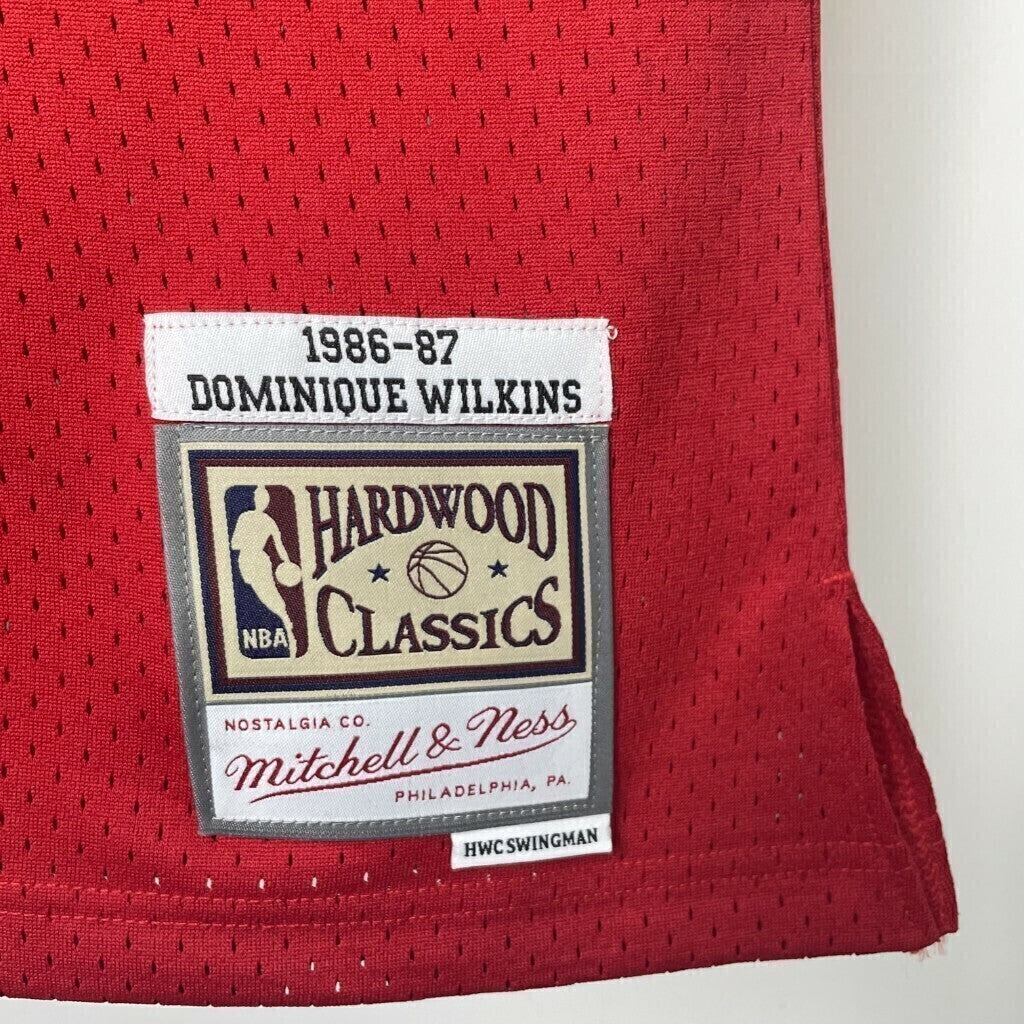 1986-87
DOMINIQUE WILKINS
HARDWOOD
CLASSICS
NBA
NOSTALGIA CO.
Mitchell & Ness
PHILADELPHIA, PA.
HWC SWINGMAN